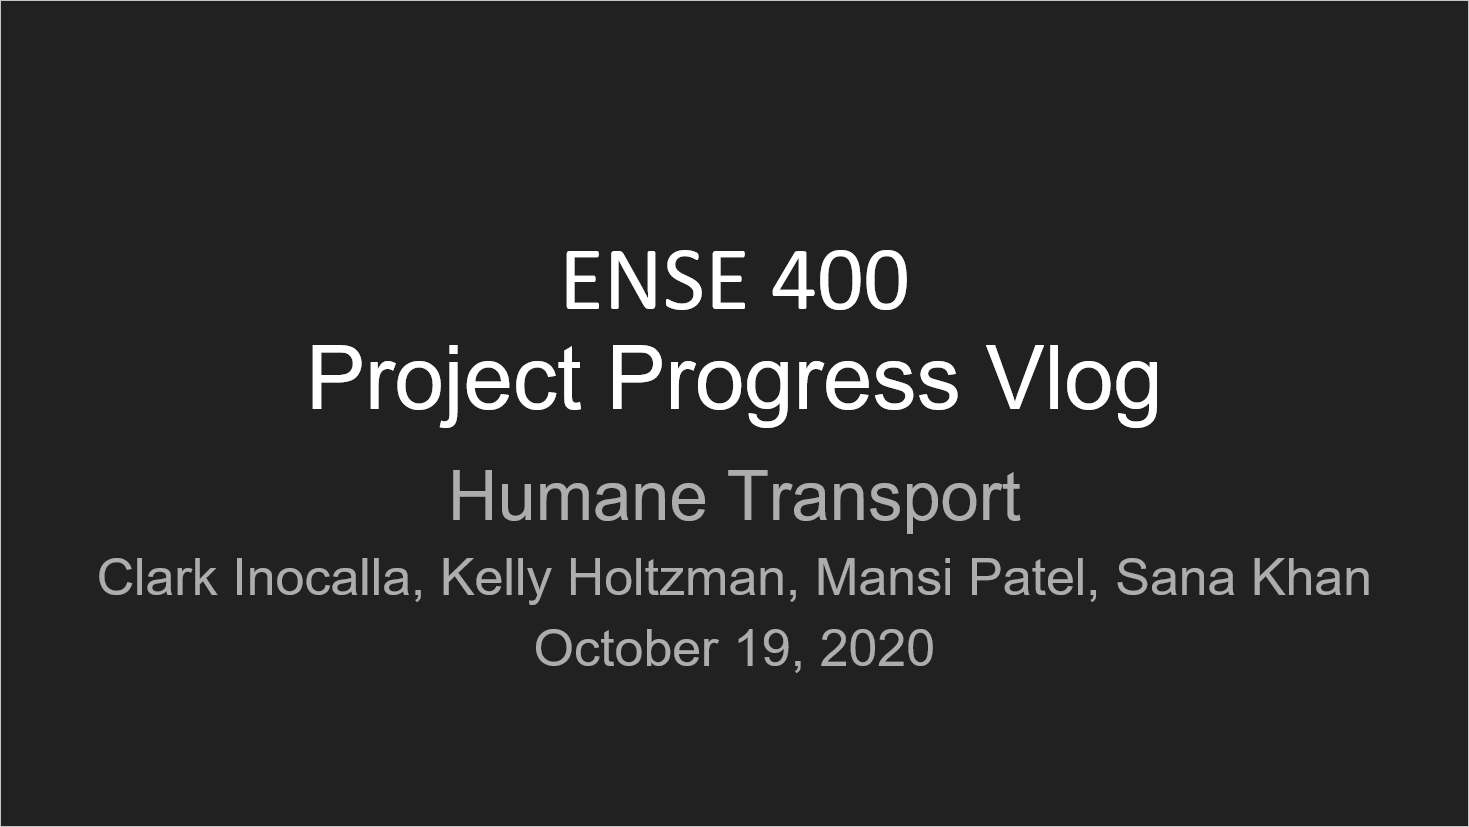 ENSE 400
Project Progress Vlog
Humane Transport
Clark Inocalla, Kelly Holtzman, Mansi Patel, Sana Khan
October 19, 2020